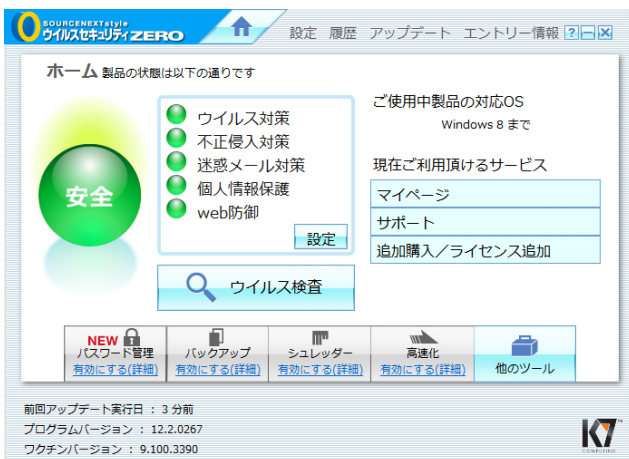 SOURCENEXTstyle
ウイルスセキュリティZERO
設定 履歴 アップデート エントリー情報 ?
ホーム 製品の状態は以下の通りです
安全
ウイルス対策
不正侵入対策
迷惑メール対策
個人情報保護
web防御
設定
ウイルス検査
ご使用中製品の対応OS
Windows 8 まで
現在ご利用頂けるサービス
マイページ
サポート
追加購入/ライセンス追加
NEW
パスワード管理
有効にする(詳細)
バックアップ
有効にする(詳細)
シュレッダー
有効にする(詳細)
高速化
有効にする(詳細)
他のツール
前回アップデート実行日 : 3 分前
プログラムバージョン : 12.2.0267
ワクチンバージョン : 9.100.3390
K7
COMPUTING